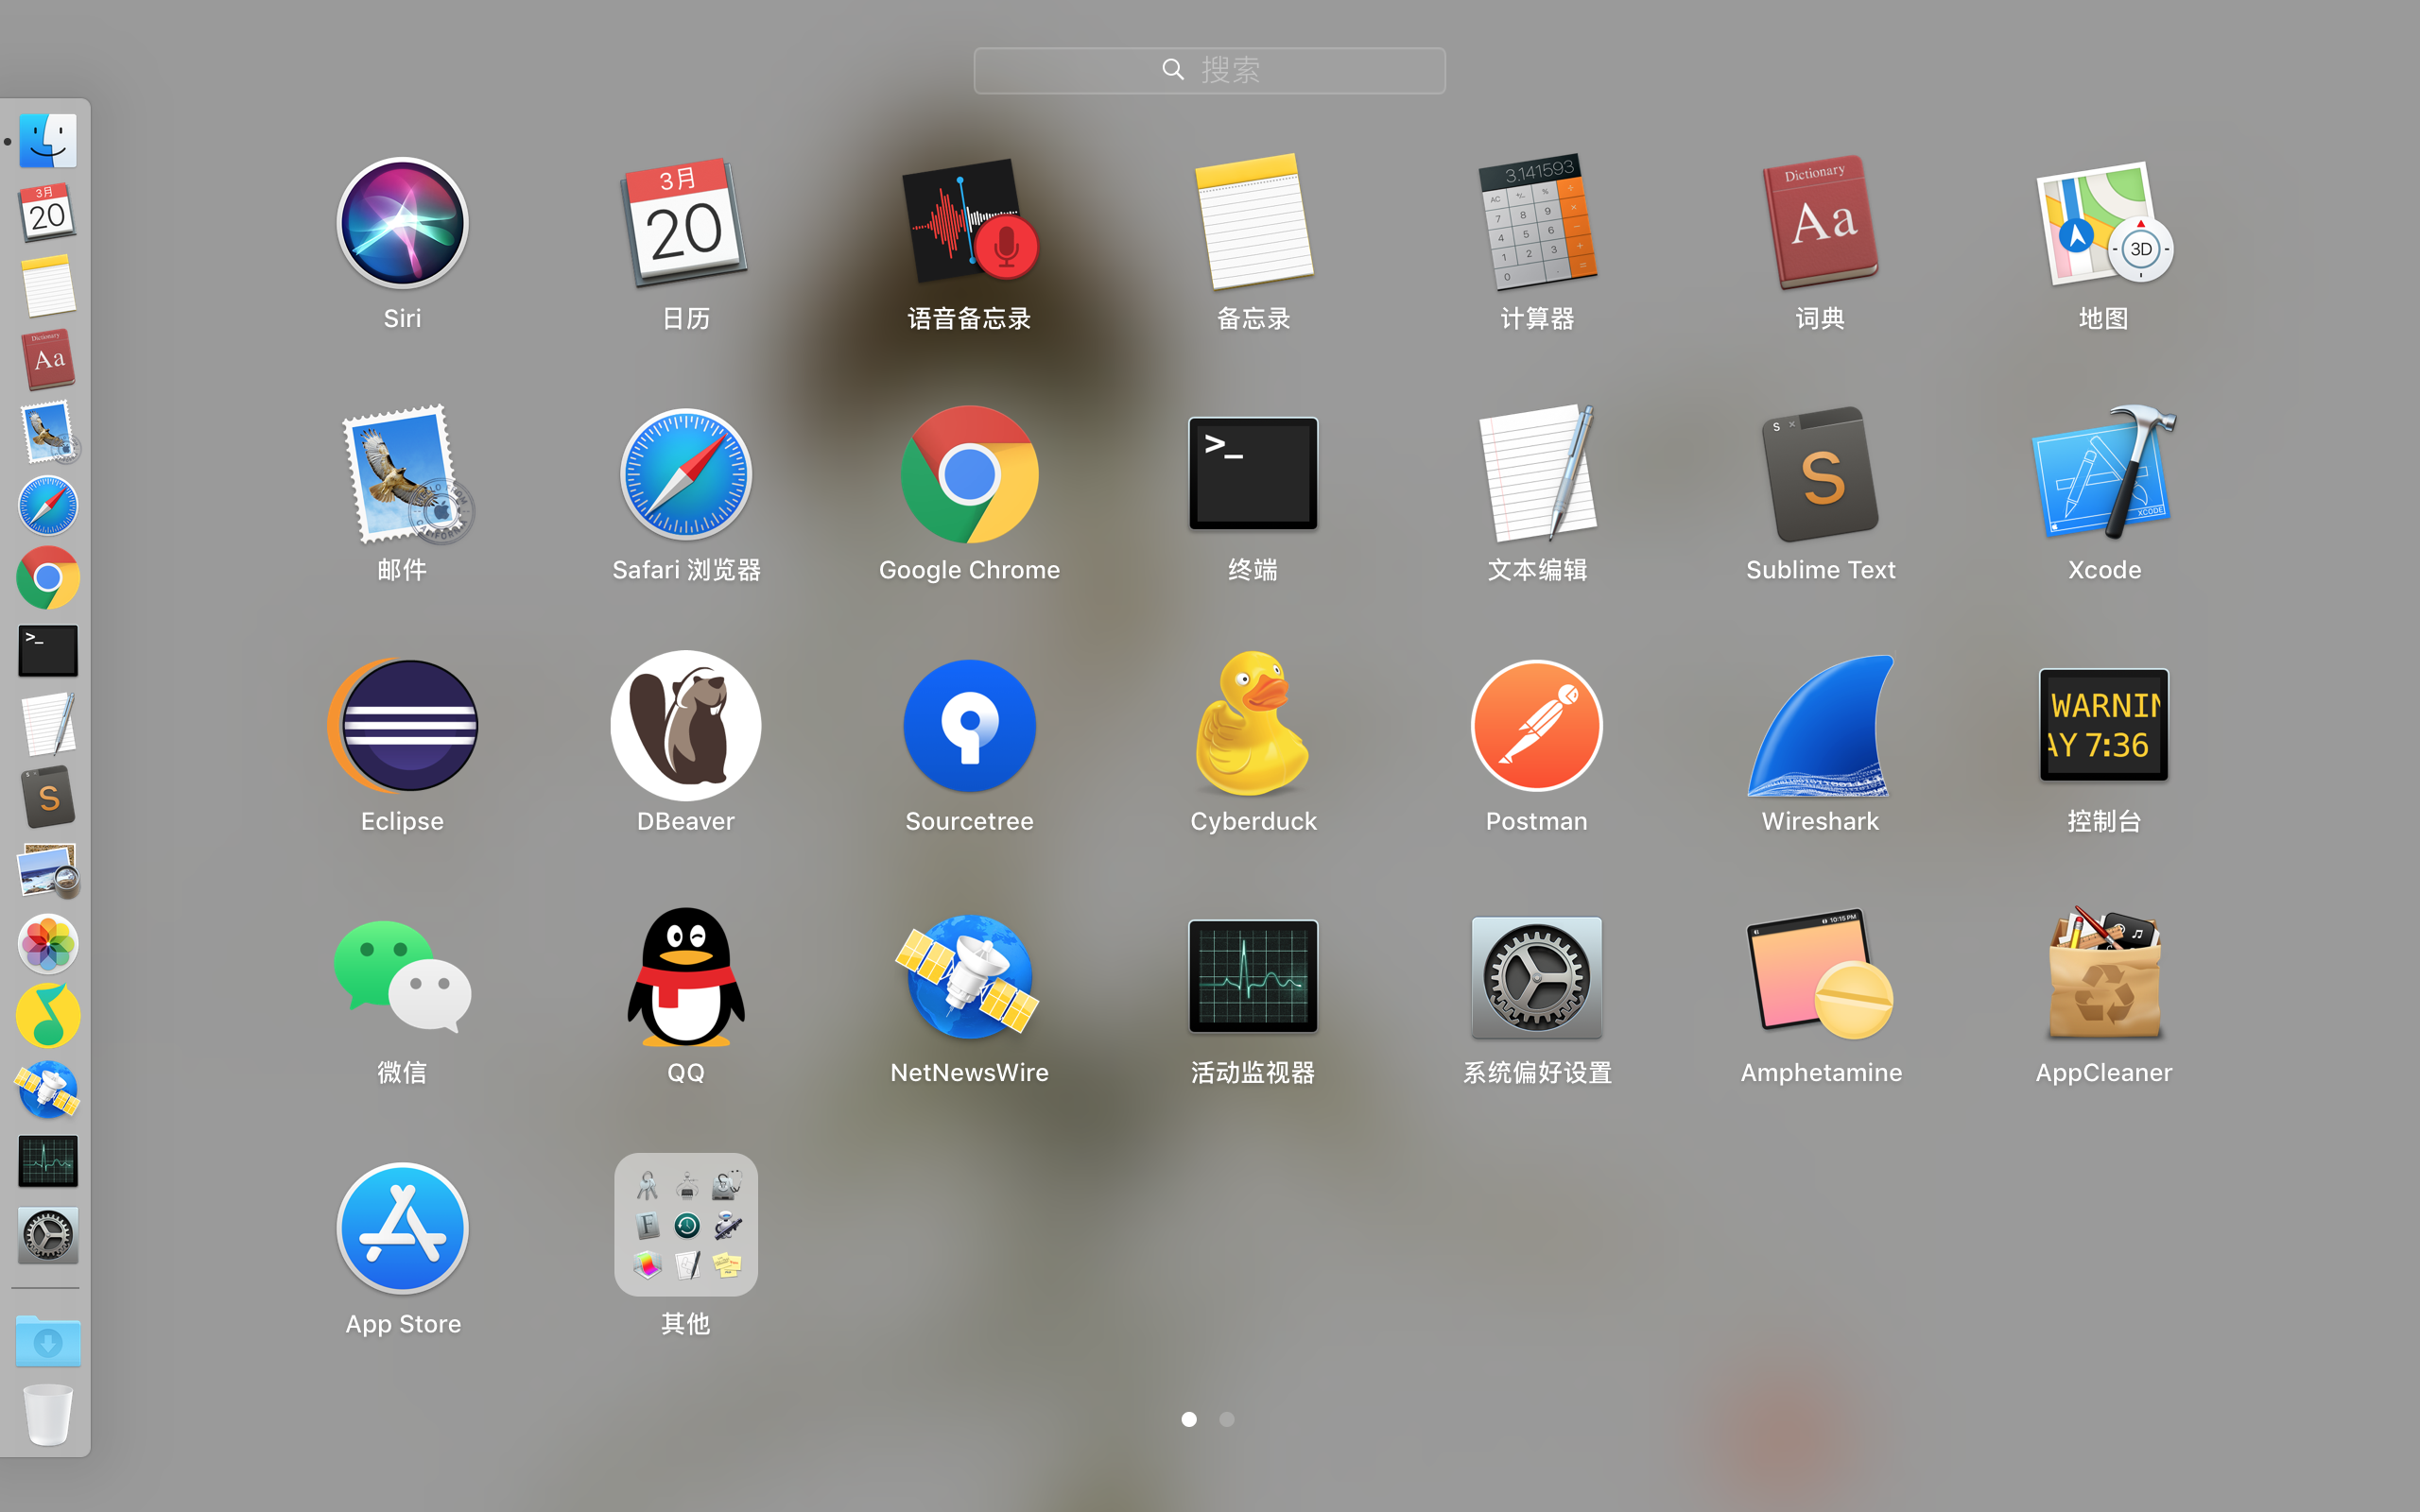 搜索
3月
20
3.141593
Dictionary
Aa
3D
Siri
日历
语音备忘录
备忘录
计算器
词典
地图
邮件
Safari 浏览器
Google Chrome
终端
文本编辑
Sublime Text
Xcode
WARNIN
AY 7:36
Eclipse
DBeaver
Sourcetree
Cyberduck
Postman
Wireshark
控制台
10:15 PM
微信
QQ
NetNewsWire
活动监视器
系统偏好设置
Amphetamine
AppCleaner
App Store
其他